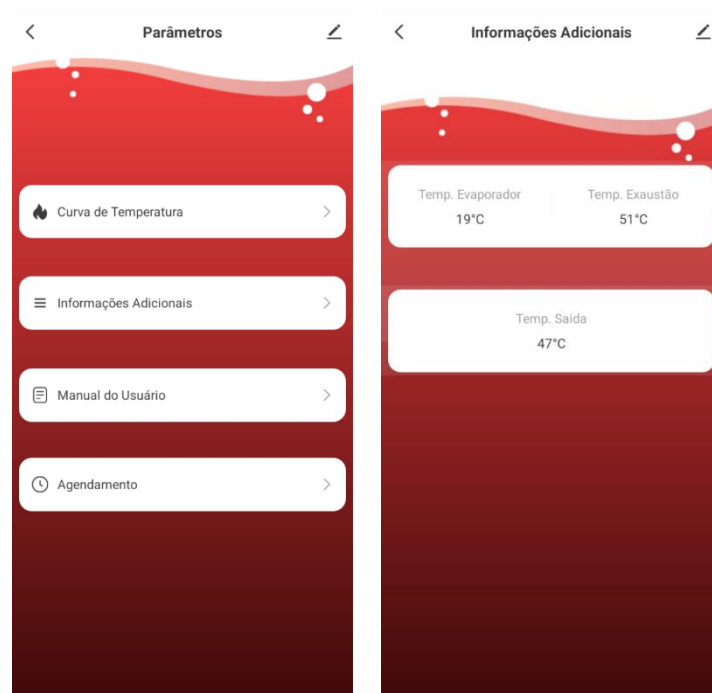 Parâmetros
Curva de Temperatura
Informações Adicionais
Manual do Usuário
Agendamento
Informações Adicionais
Temp. Evaporador
19°C
Temp. Exaustão
51°C
Temp. Saida
47°C